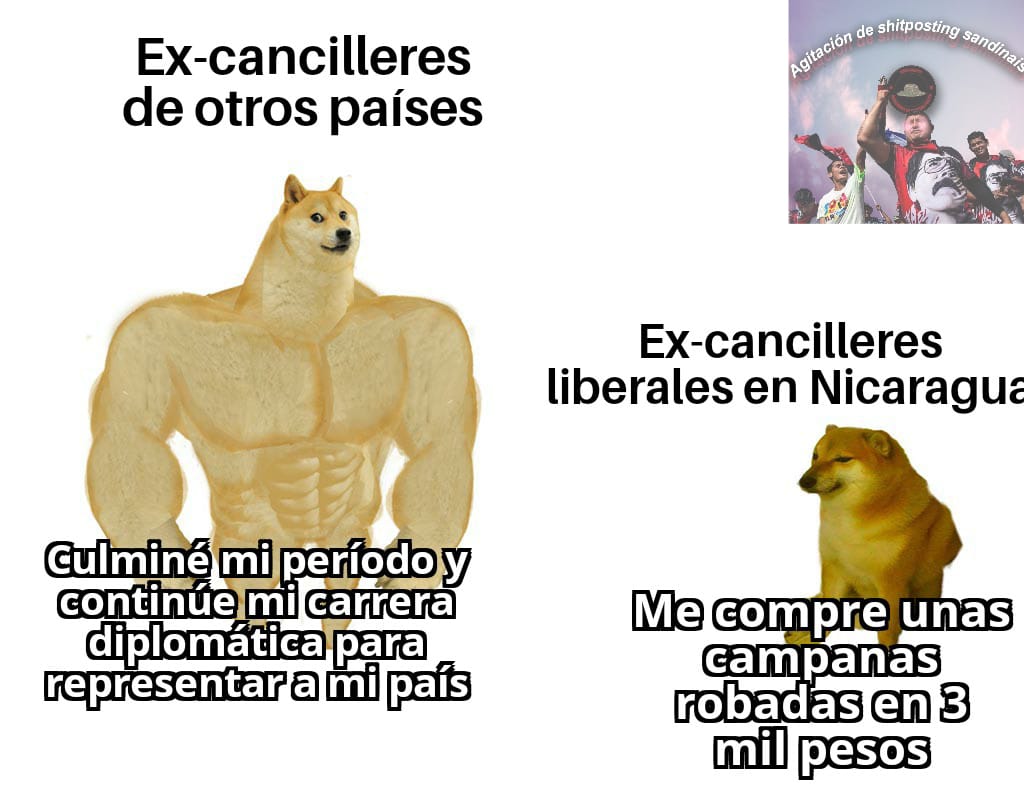 Ex-cancilleres
de otros países
Agitación de shitposting sandinais
Ex-cancilleres
liberales en Nicaragua
Culminé mi período y
continúe mi carrera
diplomática para
representar a mi país
Me compre unas
campanas
robadas en 3
mil pesos